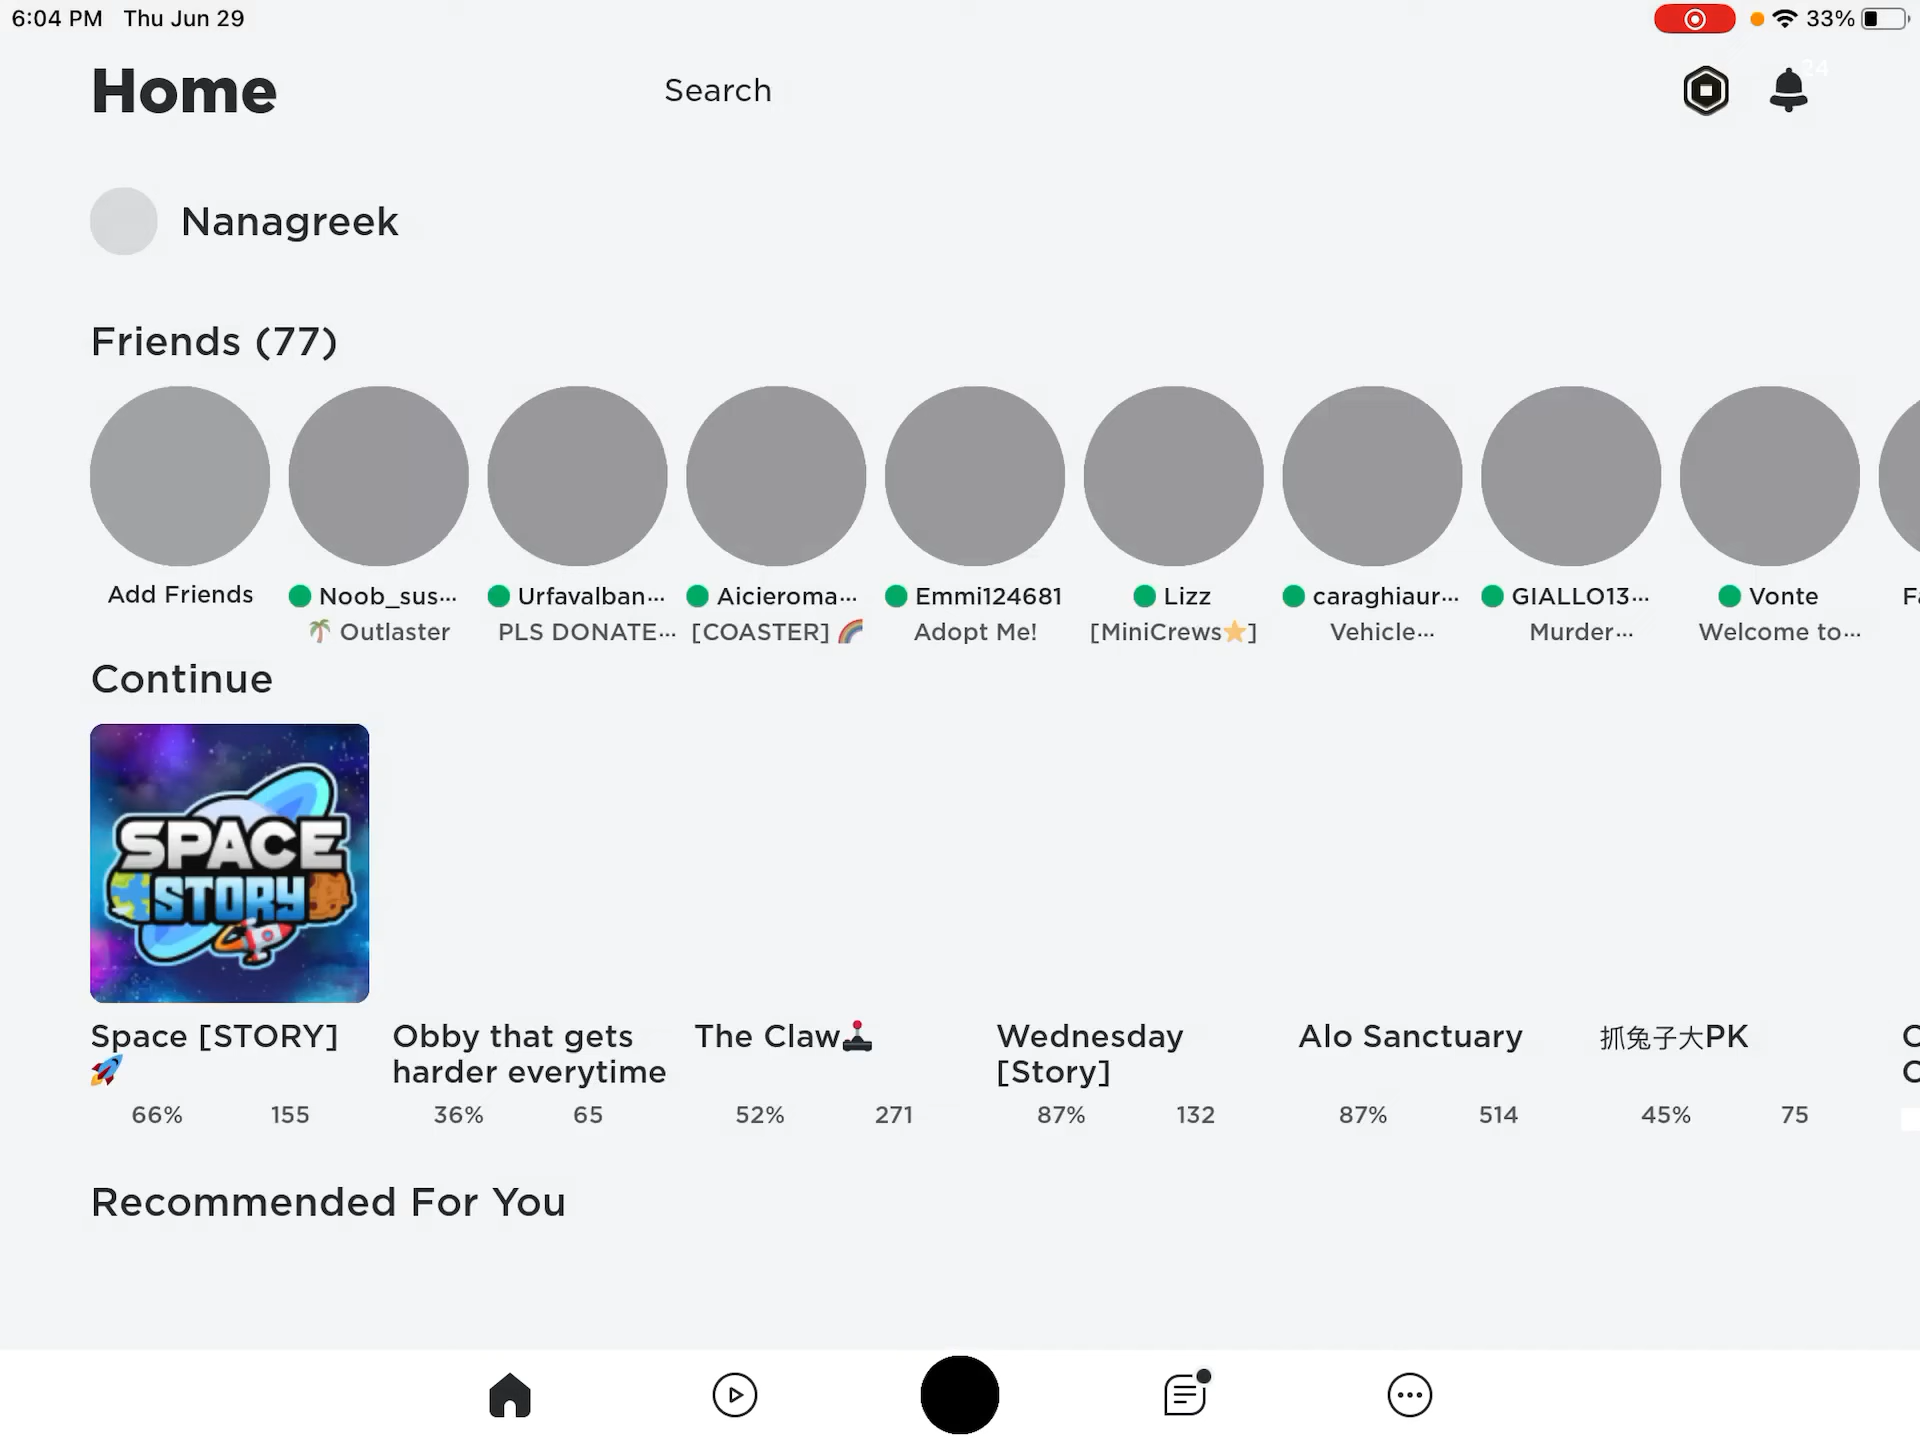 6:04 PM Thu Jun 29
33%
Home
Search
24
Nanagreek
Friends (77)
Add Friends
Noob_sus...
Outlaster
Urfavalban...
PLS DONATE...
Aicieroma...
[COASTER]
Emmi124681
Adopt Me!
Lizz
[MiniCrews⭐]
caraghiaur...
Vehicle...
GIALLO13...
Murder...
Vonte
Welcome to...
Continue
SPACE
STORY
Space [STORY]
🚀
66% 155
Obby that gets
harder everytime
36% 65
The Claw🕹️
52% 271
Wednesday
[Story]
87% 132
Alo Sanctuary
87% 514
抓兔子大PK
45% 75
Recommended For You